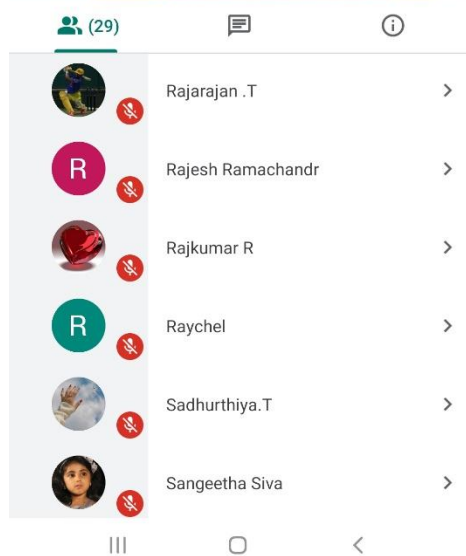 (29)
Rajarajan .T
R
Rajesh Ramachandr
Rajkumar R
R
Raychel
Sadhurthiya.T
Sangeetha Siva